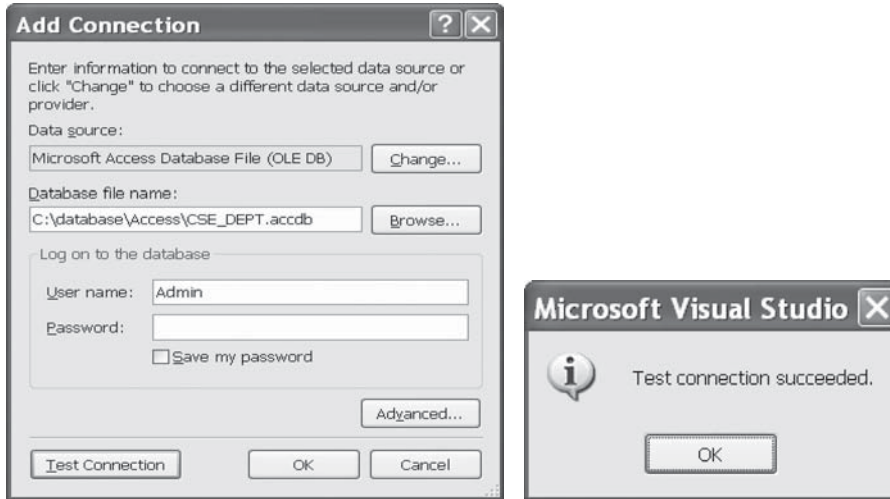 Add Connection
Enter information to connect to the selected data source or
click "Change" to choose a different data source and/or
provider.
Data source:
Microsoft Access Database File (OLE DB)
Change...
Database file name:
C:\database\Access\CSE_DEPT.accdb
Browse...
Log on to the database
User name:
Admin
Password:
Save my password
Advanced...
Test Connection
OK
Cancel
Microsoft Visual Studio
Test connection succeeded.
OK